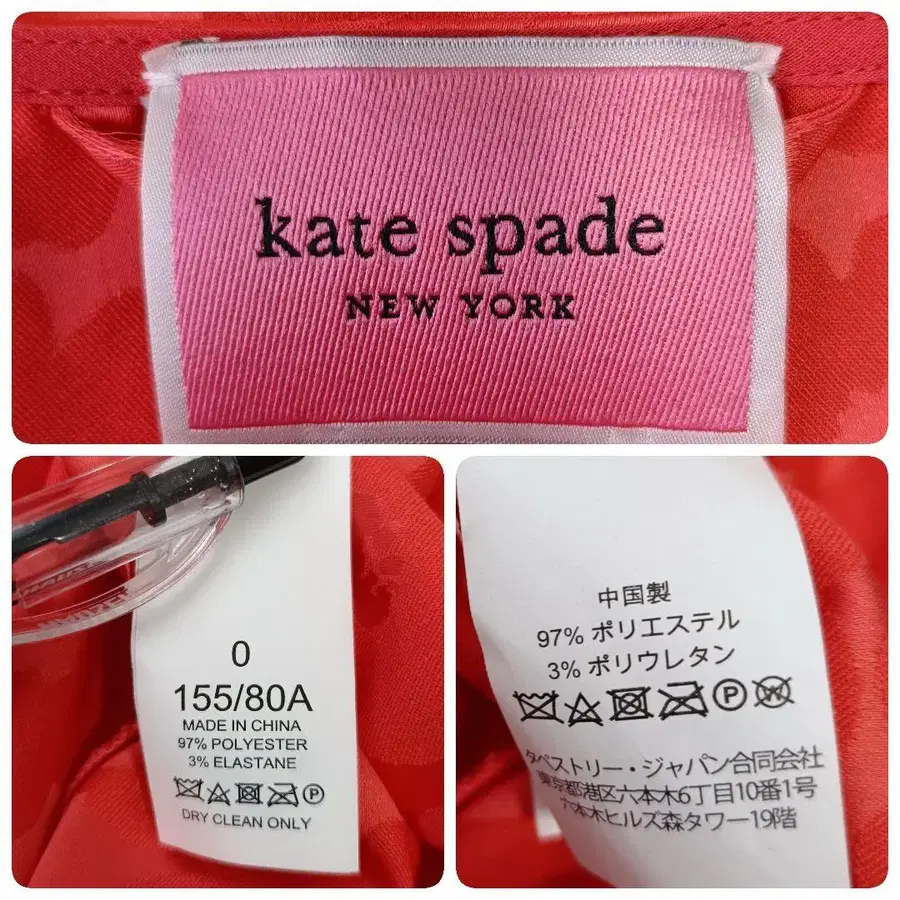 kate spade
NEW YORK
0
155/80A
MADE IN CHINA
97% POLYESTER
3% ELASTANE
P
DRY CLEAN ONLY
中国製
97% ポリエステル
3% ポリウレタン
P W
タペストリー・ジャパン合同会社
東京都港区六本木6丁目10番1号
六本木ヒルズ森タワー19階